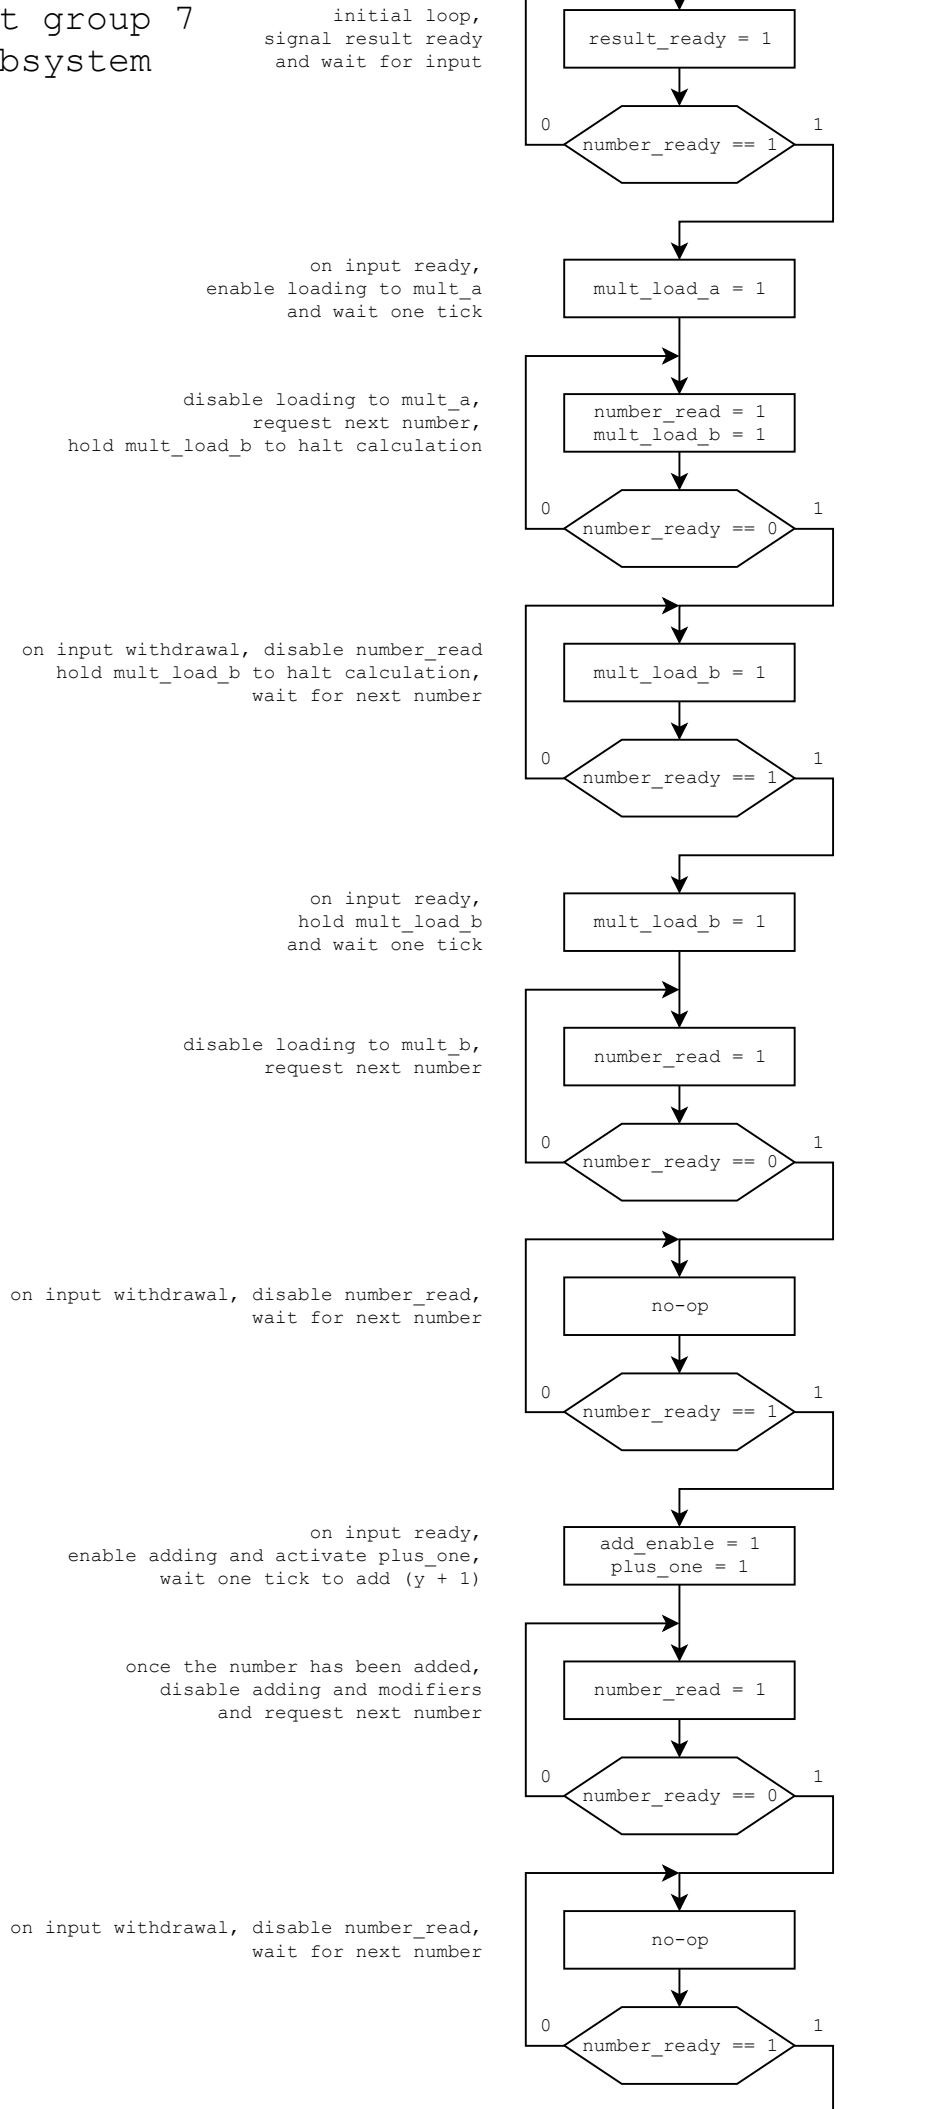 t group 7
bsystem
initial loop,
signal result ready
and wait for input
result_ready = 1
0
1
number_ready == 1
on input ready,
enable loading to mult_a
and wait one tick
mult_load_a = 1
disable loading to mult_a,
request next number,
hold mult_load_b to halt calculation
number_read = 1
mult_load_b = 1
0
1
number_ready == 0
on input withdrawal, disable number_read
hold mult_load_b to halt calculation,
wait for next number
mult_load_b = 1
0
1
number_ready == 1
on input ready,
hold mult_load_b
and wait one tick
mult_load_b = 1
disable loading to mult_b,
request next number
number_read = 1
0
1
number_ready == 0
on input withdrawal, disable number_read,
wait for next number
no-op
0
1
number_ready == 1
on input ready,
enable adding and activate plus_one,
wait one tick to add (y + 1)
add_enable = 1
plus_one = 1
once the number has been added,
disable adding and modifiers
and request next number
number_read = 1
0
1
number_ready == 0
on input withdrawal, disable number_read,
wait for next number
no-op
0
1
number_ready == 1